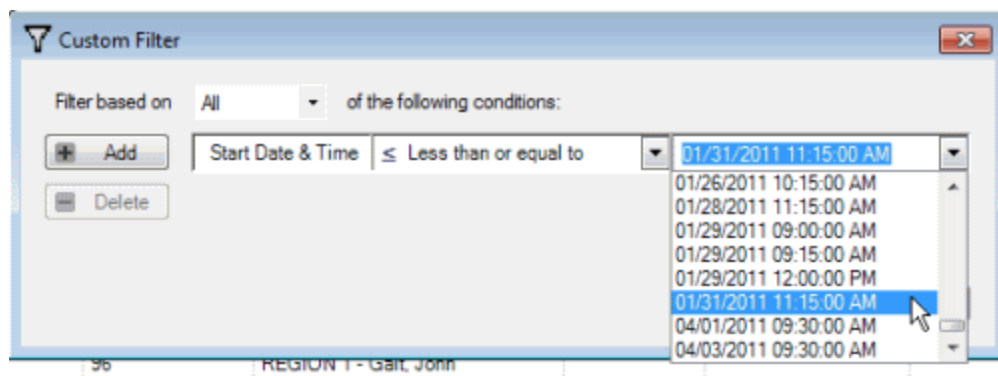 Custom Filter
Filter based on All of the following conditions:
Add Start Date & Time ≤ Less than or equal to 01/31/2011 11:15:00 AM
Delete
01/26/2011 10:15:00 AM
01/28/2011 11:15:00 AM
01/29/2011 09:00:00 AM
01/29/2011 09:15:00 AM
01/29/2011 12:00:00 PM
01/31/2011 11:15:00 AM
04/01/2011 09:30:00 AM
04/03/2011 09:30:00 AM
96 REGION 1 - Galt, John